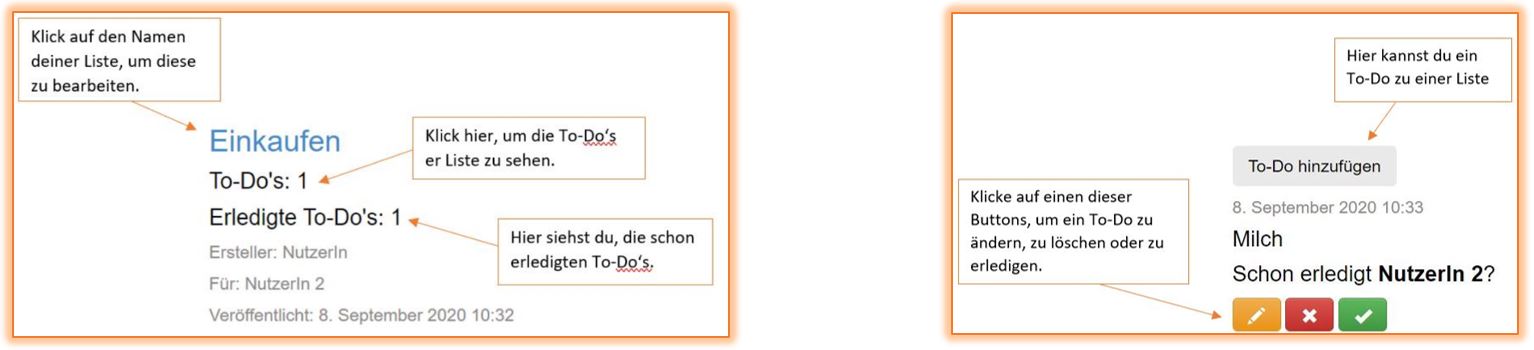 Klick auf den Namen
deiner Liste, um diese
zu bearbeiten.
Einkaufen
Klick hier, um die To-Do‘s
er Liste zu sehen.
To-Do's: 1
Erledigte To-Do's: 1
Hier siehst du, die schon
erledigten To-Do‘s.
Ersteller: NutzerIn
Für: NutzerIn 2
Veröffentlicht: 8. September 2020 10:32
Hier kannst du ein
To-Do zu einer Liste
To-Do hinzufügen
Klicke auf einen dieser
Buttons, um ein To-Do zu
ändern, zu löschen oder zu
erledigen.
8. September 2020 10:33
Milch
Schon erledigt NutzerIn 2?